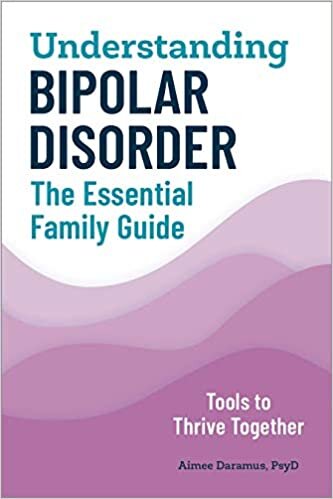 Understanding
BIPOLAR
DISORDER
The Essential
Family Guide
Tools to
Thrive Together
Aimee Daramus, PsyD